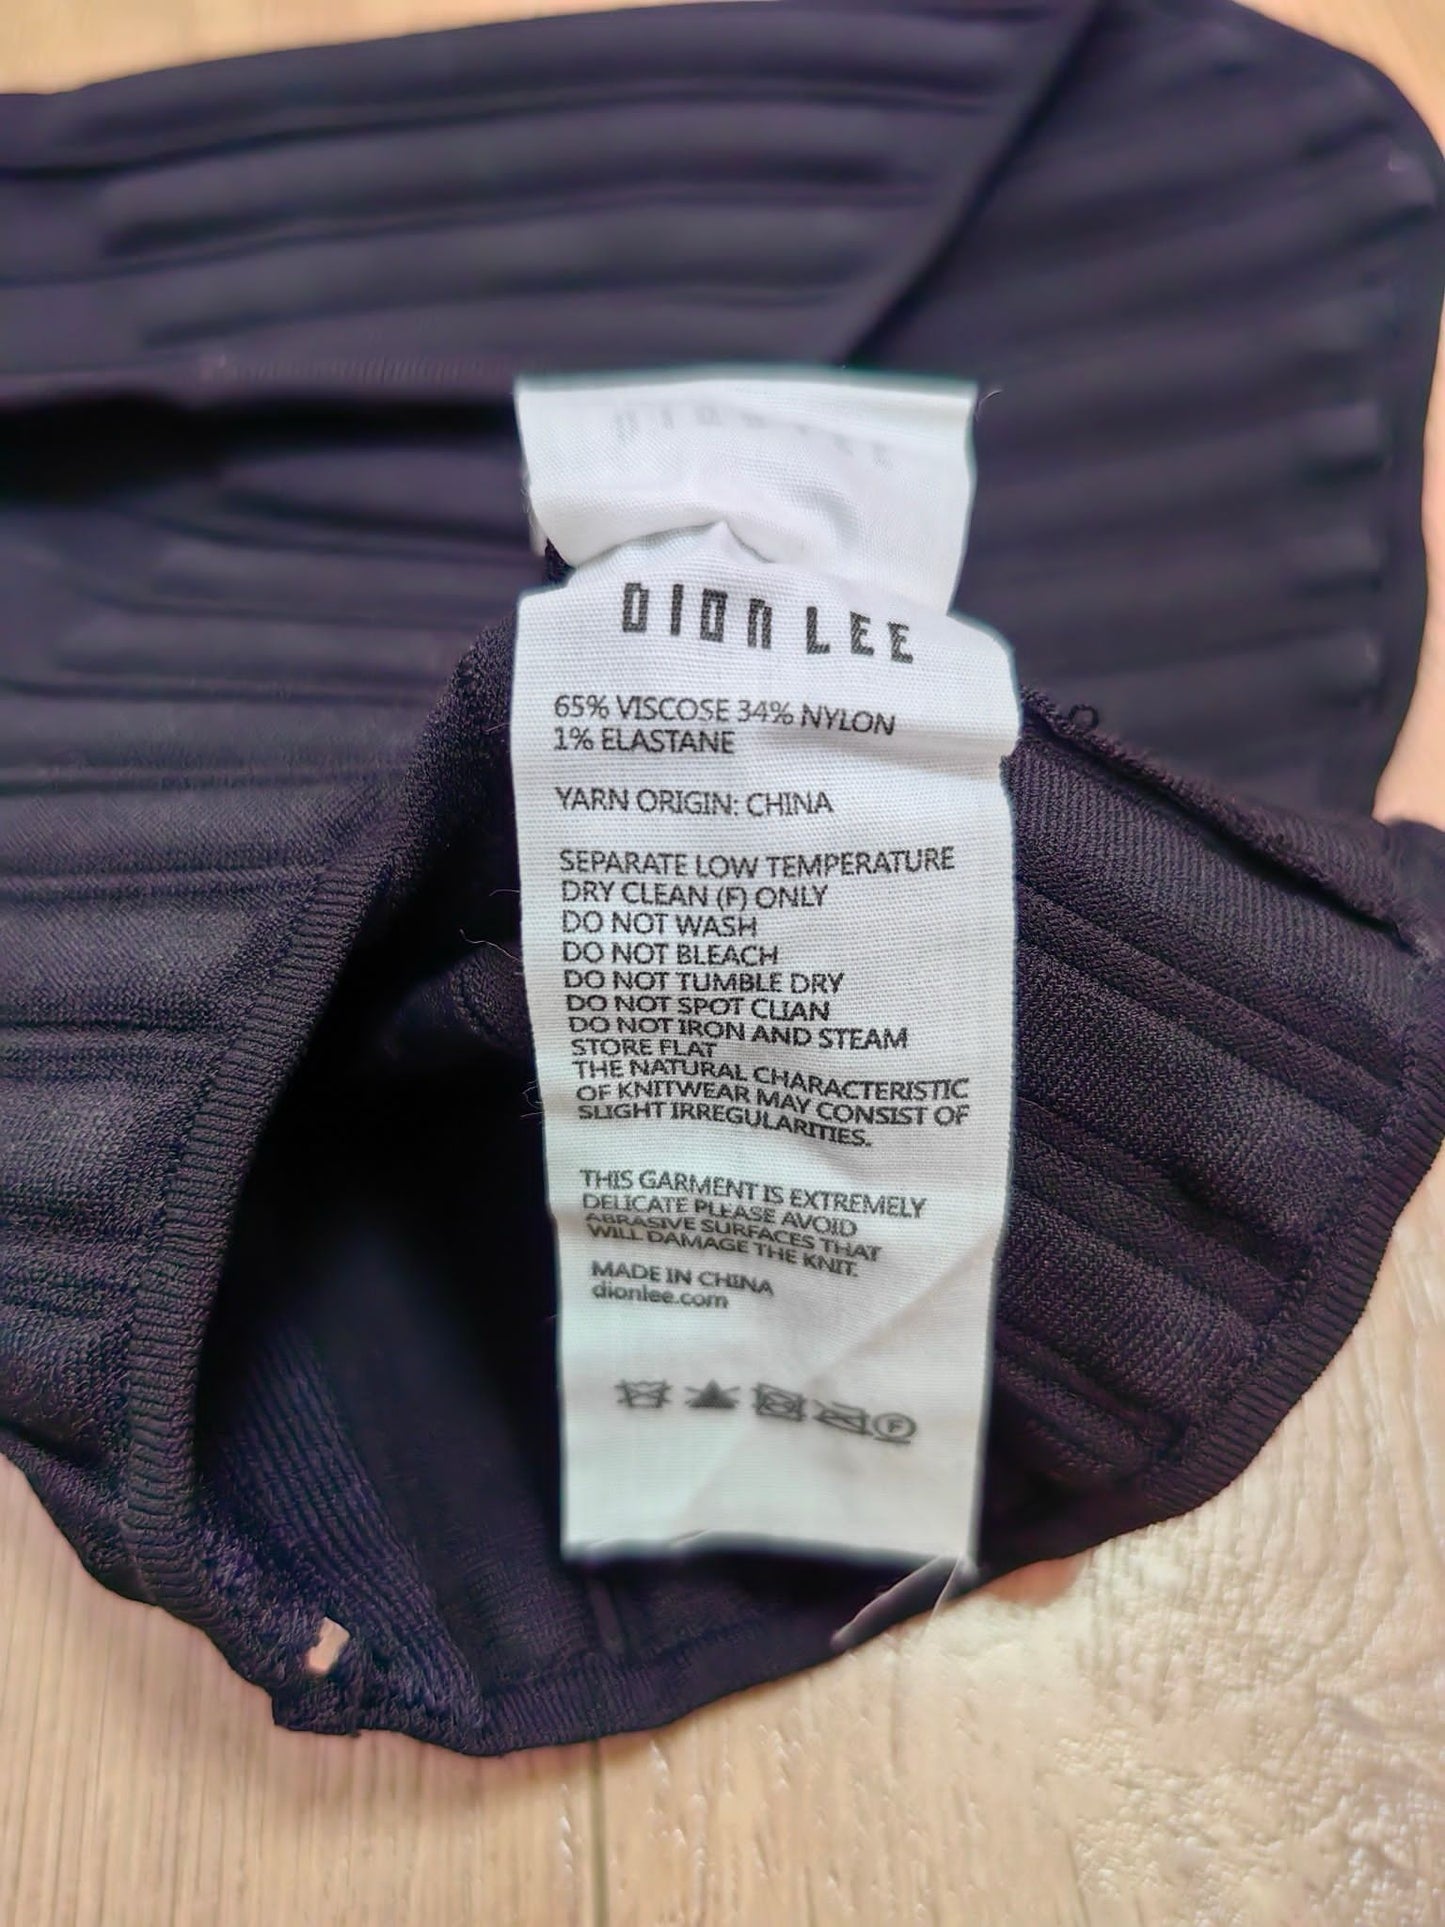 DION LEE
65% VISCOSE 34% NYLON
1% ELASTANE
YARN ORIGIN: CHINA
SEPARATE LOW TEMPERATURE
DRY CLEAN (F) ONLY
DO NOT WASH
DO NOT BLEACH
DO NOT TUMBLE DRY
DO NOT SPOT CLIAN
DO NOT IRON AND STEAM
STORE FLAT
THE NATURAL CHARACTERISTIC
OF KNITWEAR MAY CONSIST OF
SLIGHT IRREGULARITIES.
THIS GARMENT IS EXTREMELY
DELICATE PLEASE AVOID
ABRASIVE SURFACES THAT
WILL DAMAGE THE KNIT.
MADE IN CHINA
dionlee.com
F